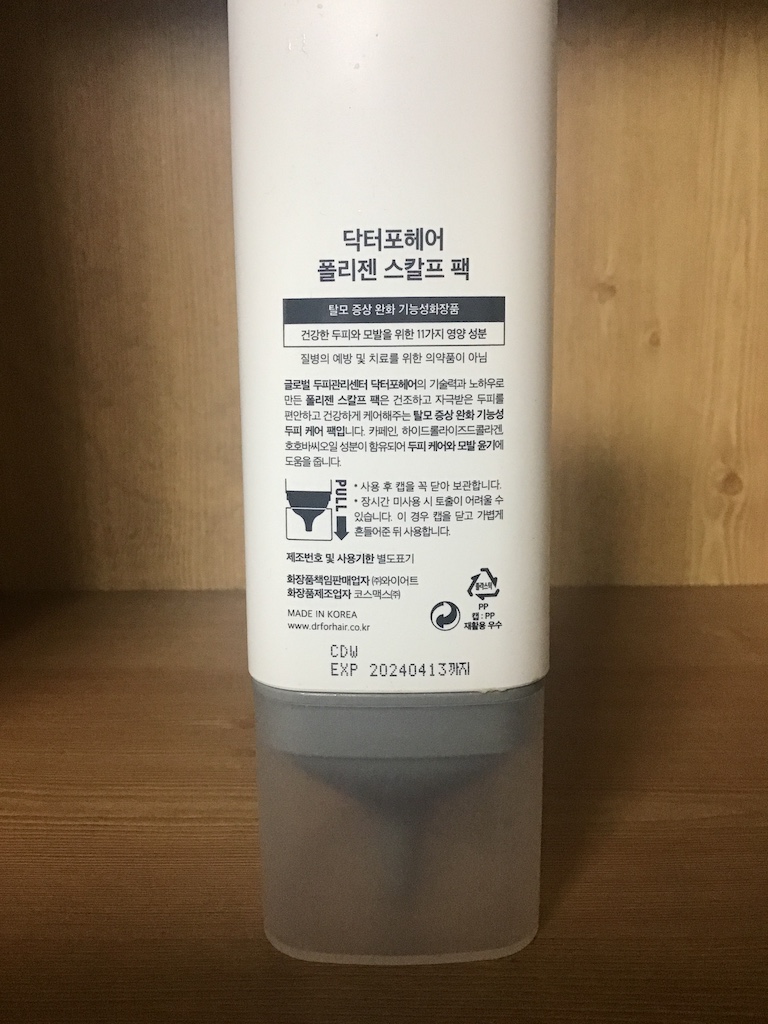 닥터포헤어
폴리젠 스칼프 팩
탈모 증상 완화 기능성화장품
건강한 두피와 모발을 위한 11가지 영양 성분
질병의 예방 및 치료를 위한 의약품이 아님
글로벌 두피관리센터 닥터포헤어의 기술력과 노하우로
만든 폴리젠 스칼프 팩은 건조하고 자극받은 두피를
편안하고 건강하게 케어해주는 탈모 증상 완화 기능성
두피 케어 팩입니다. 카페인, 하이드롤라이즈드콜라겐,
호호바씨오일 성분이 함유되어 두피 케어와 모발 윤기에
도움을 줍니다.
PULL
• 사용 후 캡을 꼭 닫아 보관합니다.
• 장시간 미사용 시 토출이 어려울 수
있습니다. 이 경우 캡을 닫고 가볍게
흔들어준 뒤 사용합니다.
제조번호 및 사용기한 별도표기
화장품책임판매업자 ㈜와이어트
화장품제조업자 코스맥스㈜
MADE IN KOREA
www.drforhair.co.kr
플라스틱
PP
캡 : PP
재활용 우수
CDW
EXP 20240413까지